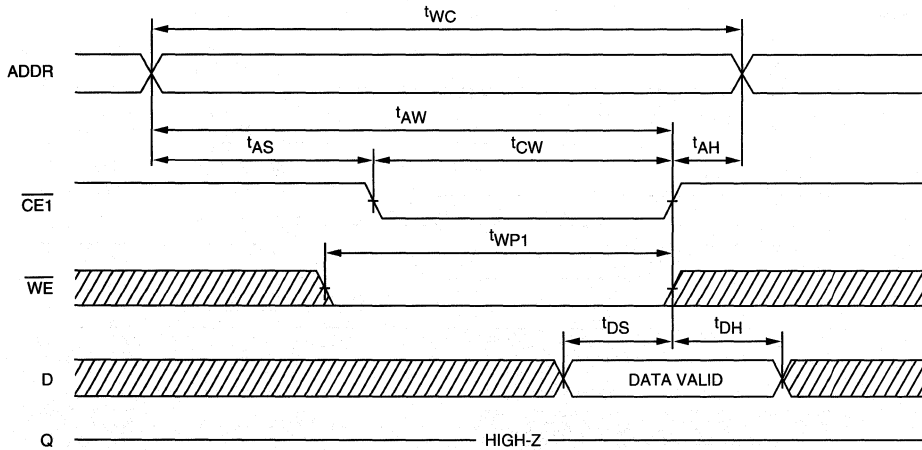 tWC
ADDR
tAW
tAS tCW tAH
CE1
tWP1
WE
tDS tDH
D DATA VALID
Q HIGH-Z